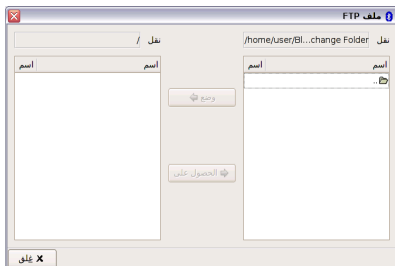 ملف FTP
نقل /home/user/Bl...change Folder
نقل /
اسم اسم
اسم اسم
..
وضع
الحصول على
غلق X